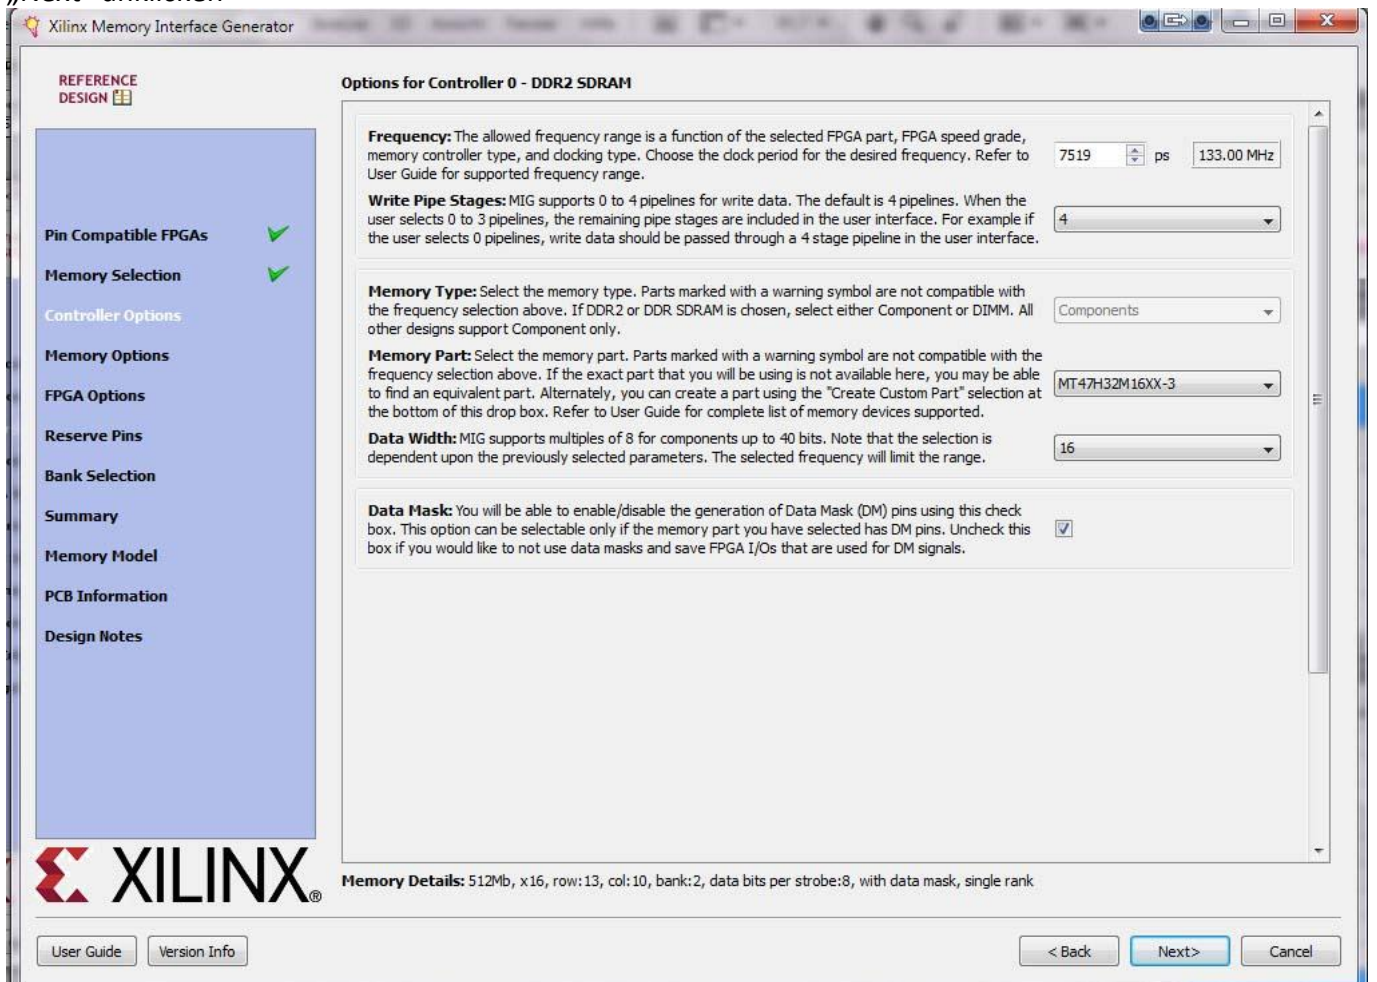 Xilinx Memory Interface Generator
REFERENCE
DESIGN
Pin Compatible FPGAs
Memory Selection
Controller Options
Memory Options
FPGA Options
Reserve Pins
Bank Selection
Summary
Memory Model
PCB Information
Design Notes
XILINX®
Options for Controller 0 - DDR2 SDRAM
Frequency: The allowed frequency range is a function of the selected FPGA part, FPGA speed grade,
memory controller type, and clocking type. Choose the clock period for the desired frequency. Refer to
User Guide for supported frequency range.
7519 ps 133.00 MHz
Write Pipe Stages: MIG supports 0 to 4 pipelines for write data. The default is 4 pipelines. When the
user selects 0 to 3 pipelines, the remaining pipe stages are included in the user interface. For example if
the user selects 0 pipelines, write data should be passed through a 4 stage pipeline in the user interface.
4
Memory Type: Select the memory type. Parts marked with a warning symbol are not compatible with
the frequency selection above. If DDR2 or DDR SDRAM is chosen, select either Component or DIMM. All
other designs support Component only.
Components
Memory Part: Select the memory part. Parts marked with a warning symbol are not compatible with the
frequency selection above. If the exact part that you will be using is not available here, you may be able
to find an equivalent part. Alternately, you can create a part using the "Create Custom Part" selection at
the bottom of this drop box. Refer to User Guide for complete list of memory devices supported.
MT47H32M16XX-3
Data Width: MIG supports multiples of 8 for components up to 40 bits. Note that the selection is
dependent upon the previously selected parameters. The selected frequency will limit the range.
16
Data Mask: You will be able to enable/disable the generation of Data Mask (DM) pins using this check
box. This option can be selectable only if the memory part you have selected has DM pins. Uncheck this
box if you would like to not use data masks and save FPGA I/Os that are used for DM signals.
Memory Details: 512Mb, x16, row:13, col:10, bank:2, data bits per strobe:8, with data mask, single rank
User Guide Version Info < Back Next> Cancel